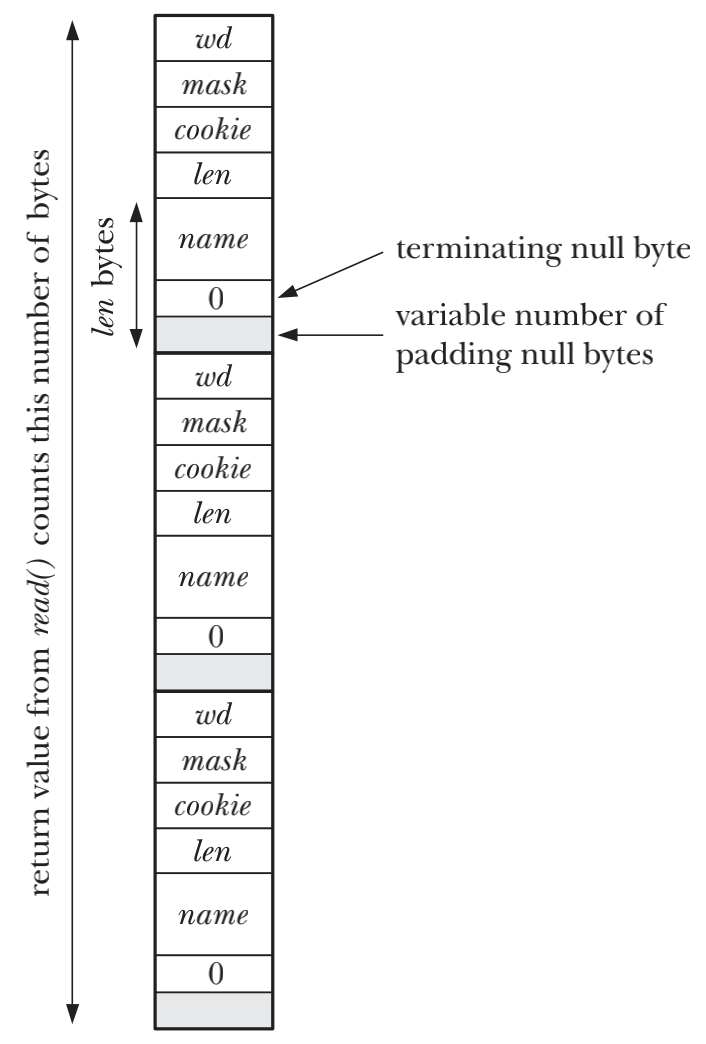 return value from read() counts this number of bytes
len bytes
wd
mask
cookie
len
name
0
terminating null byte
variable number of
padding null bytes
wd
mask
cookie
len
name
0
wd
mask
cookie
len
name
0